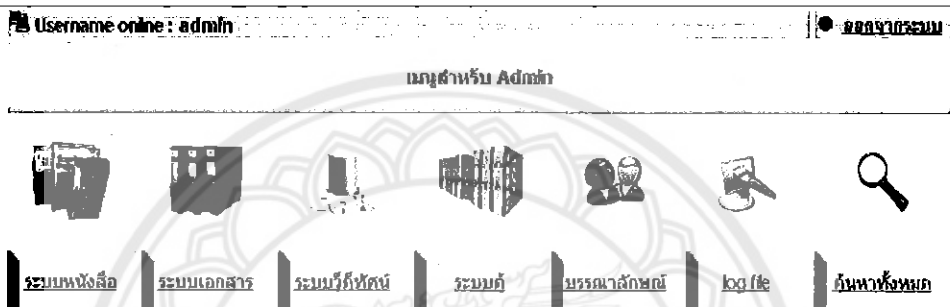 Username online : admin ออกจากระบบ
เมนูสำหรับ Admin
ระบบหนังสือ ระบบเอกสาร ระบบวีดีทัศน์ ระบบตู้ บรรณารักษณ์ log file ค้นหาทั้งหมด